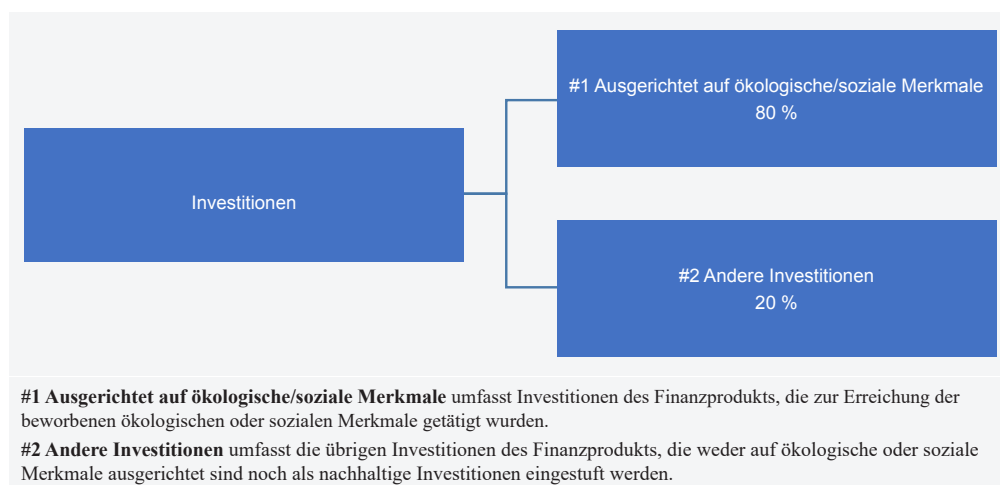 #1 Ausgerichtet auf ökologische/soziale Merkmale
80 %
Investitionen
#2 Andere Investitionen
20 %
#1 Ausgerichtet auf ökologische/soziale Merkmale umfasst Investitionen des Finanzprodukts, die zur Erreichung der
beworbenen ökologischen oder sozialen Merkmale getätigt wurden.
#2 Andere Investitionen umfasst die übrigen Investitionen des Finanzprodukts, die weder auf ökologische oder soziale
Merkmale ausgerichtet sind noch als nachhaltige Investitionen eingestuft werden.